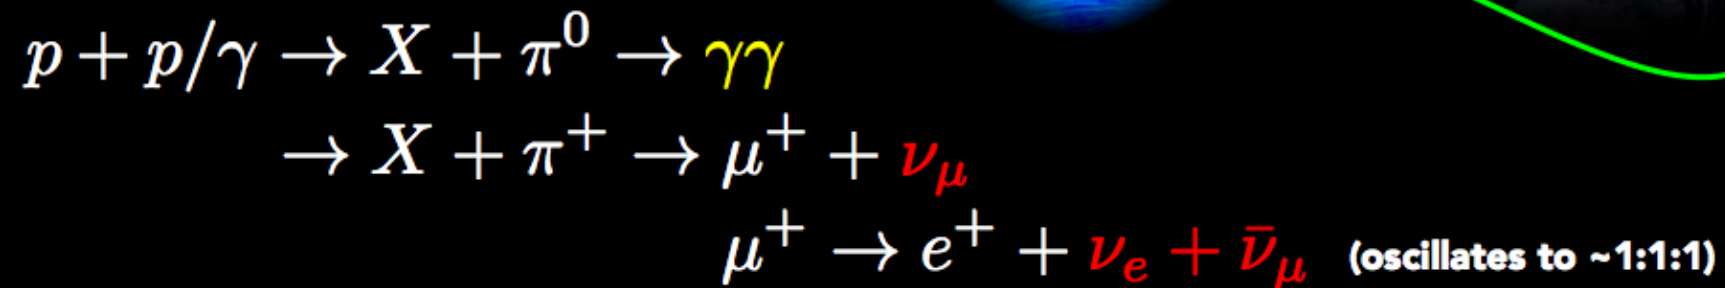 p + p/γ → X + π⁰ → γγ
→ X + π⁺ → μ⁺ + ν_μ
μ⁺ → e⁺ + ν_e + ν̄_μ (oscillates to ~1:1:1)